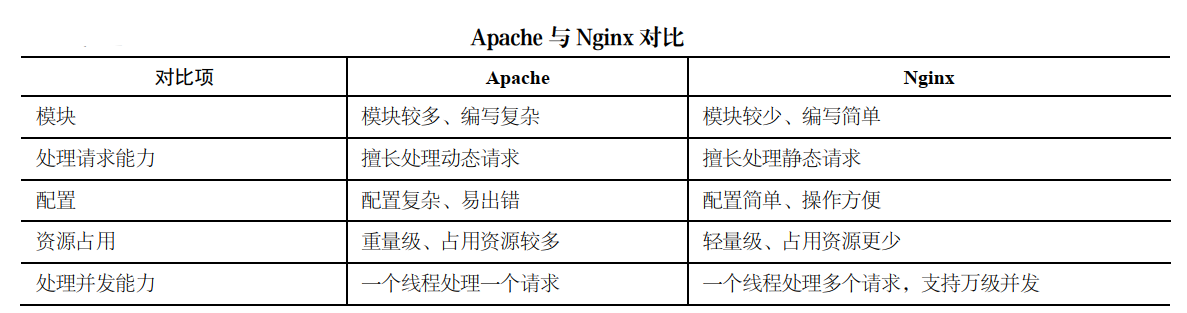 Apache 与 Nginx 对比
对比项 Apache Nginx
模块 模块较多、编写复杂 模块较少、编写简单
处理请求能力 擅长处理动态请求 擅长处理静态请求
配置 配置复杂、易出错 配置简单、操作方便
资源占用 重量级、占用资源较多 轻量级、占用资源更少
处理并发能力 一个线程处理一个请求 一个线程处理多个请求，支持万级并发